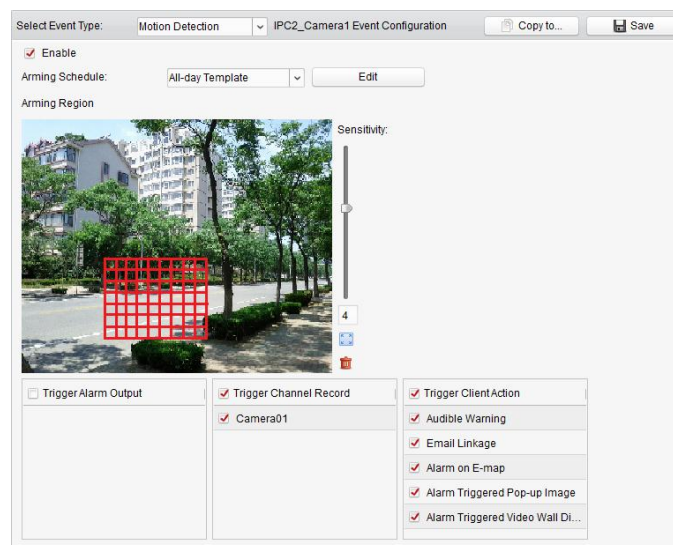 Select Event Type: Motion Detection IPC2_Camera1 Event Configuration Copy to... Save
Enable
Arming Schedule: All-day Template Edit
Arming Region
Sensitivity:
4
Trigger Alarm Output
Trigger Channel Record
Camera01
Trigger Client Action
Audible Warning
Email Linkage
Alarm on E-map
Alarm Triggered Pop-up Image
Alarm Triggered Video Wall Di...